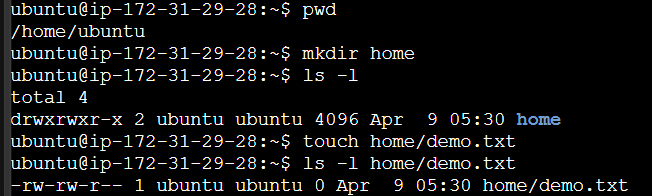 ubuntu@ip-172-31-29-28:~$ pwd
/home/ubuntu
ubuntu@ip-172-31-29-28:~$ mkdir home
ubuntu@ip-172-31-29-28:~$ ls -l
total 4
drwxrwxr-x 2 ubuntu ubuntu 4096 Apr  9 05:30 home
ubuntu@ip-172-31-29-28:~$ touch home/demo.txt
ubuntu@ip-172-31-29-28:~$ ls -l home/demo.txt
-rw-rw-r-- 1 ubuntu ubuntu 0 Apr  9 05:30 home/demo.txt